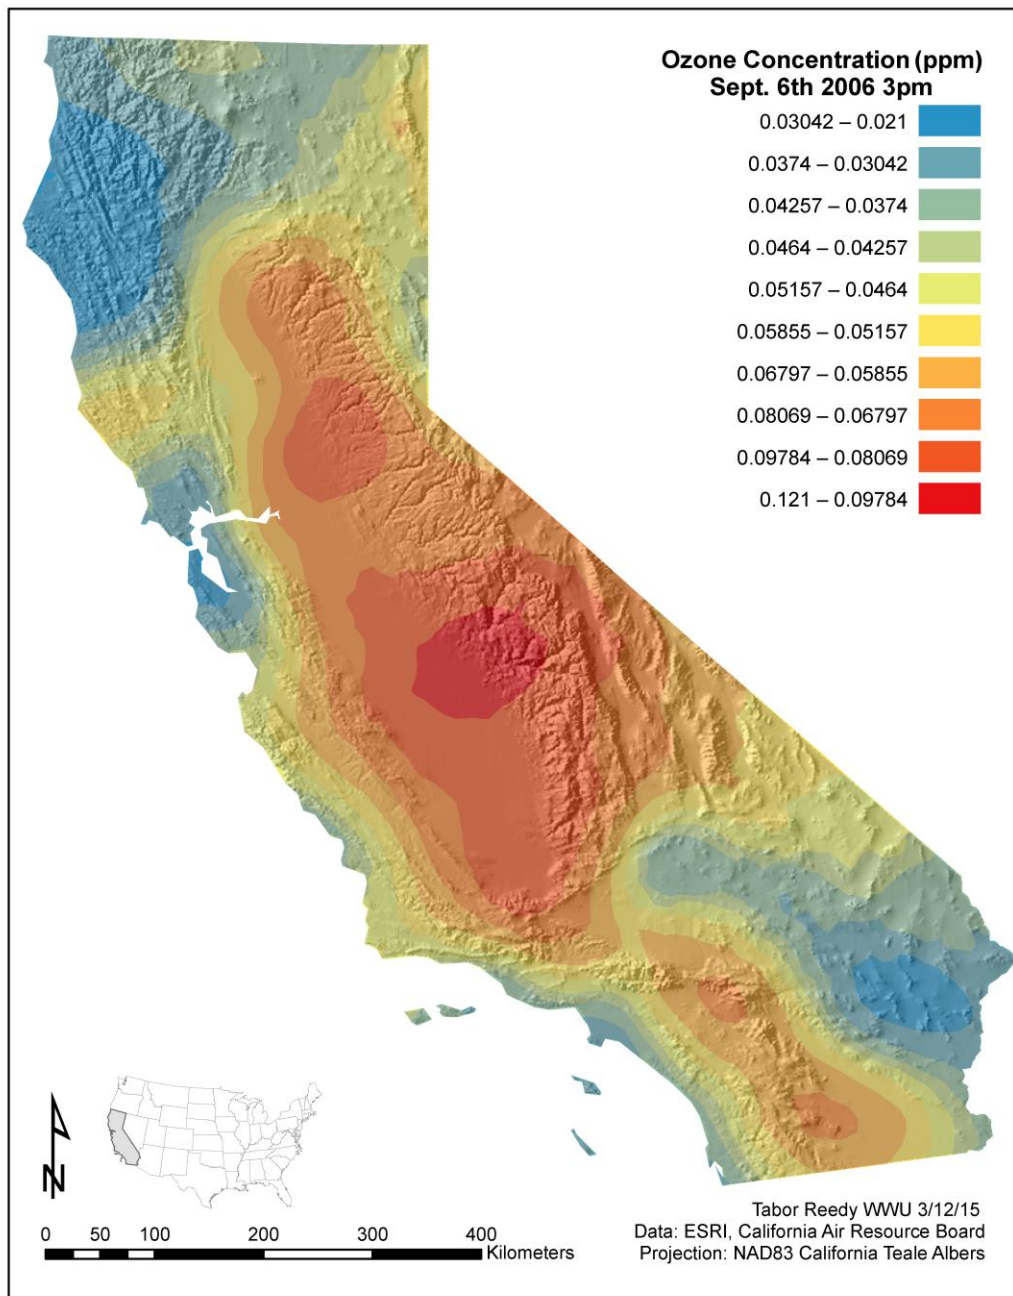 Ozone Concentration (ppm)
Sept. 6th 2006 3pm
0.03042 – 0.021
0.0374 – 0.03042
0.04257 – 0.0374
0.0464 – 0.04257
0.05157 – 0.0464
0.05855 – 0.05157
0.06797 – 0.05855
0.08069 – 0.06797
0.09784 – 0.08069
0.121 – 0.09784
N
0 50 100 200 300 400
Kilometers
Tabor Reedy WWU 3/12/15
Data: ESRI, California Air Resource Board
Projection: NAD83 California Teale Albers